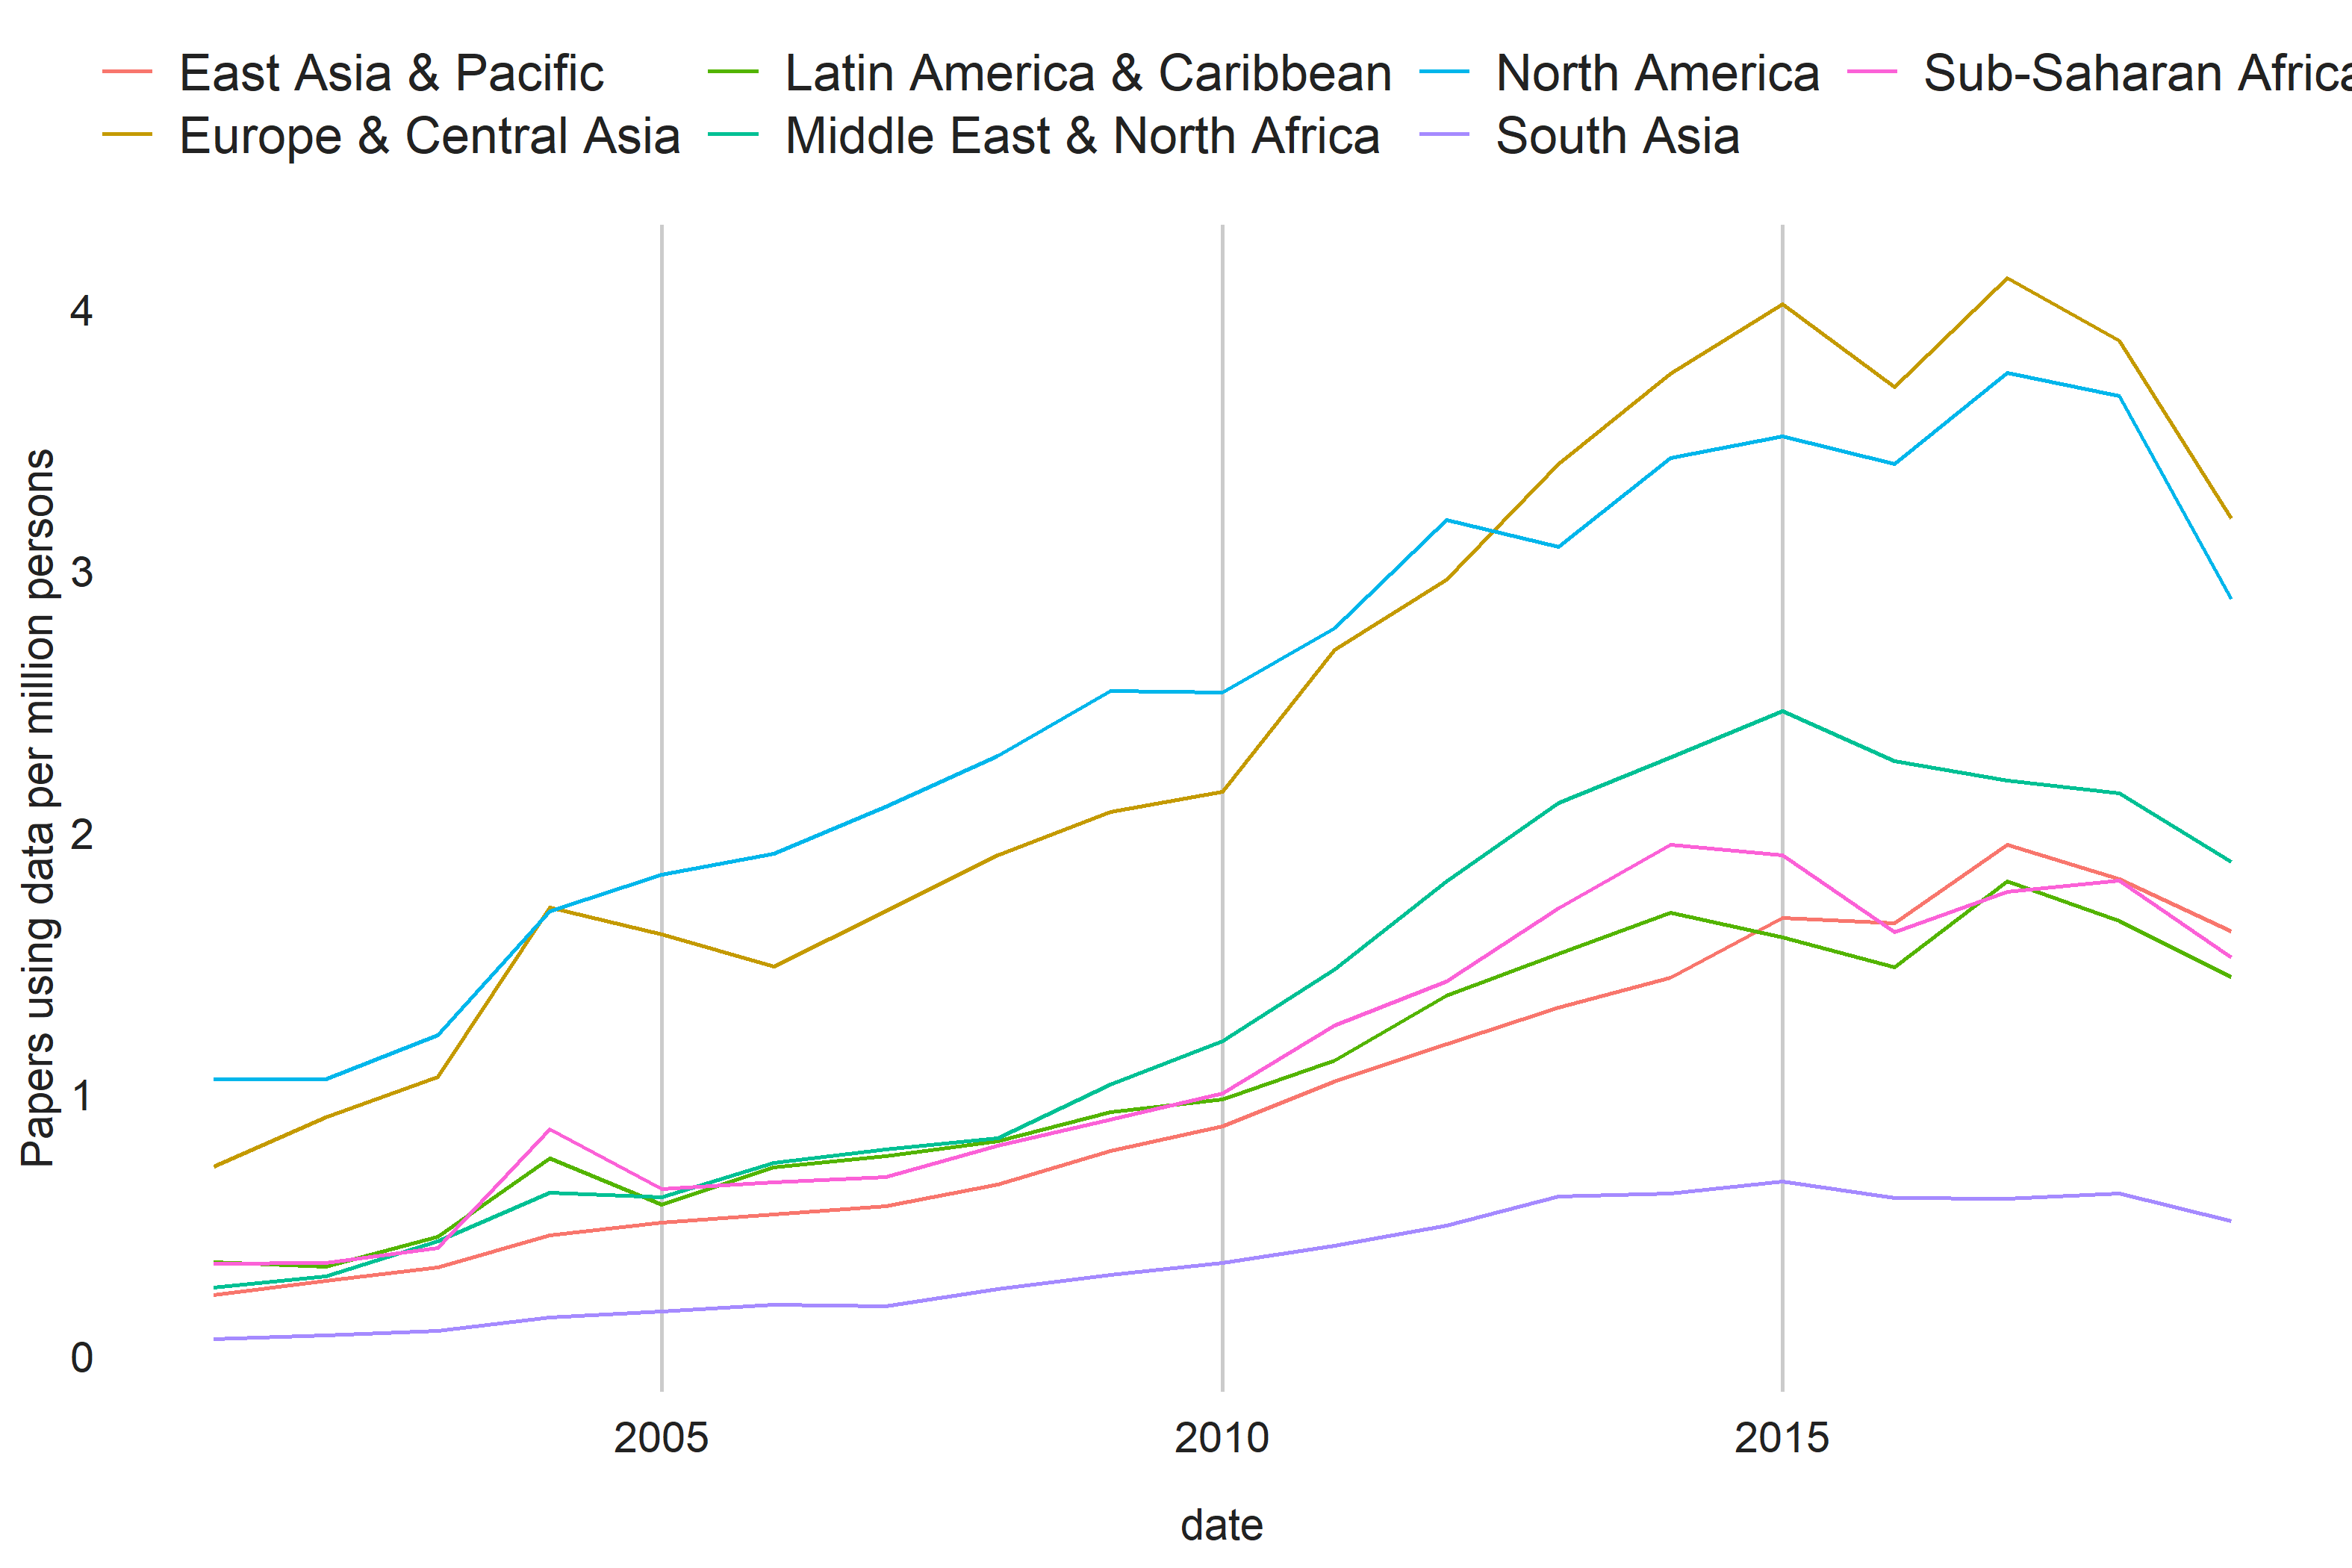 East Asia & Pacific Latin America & Caribbean North America Sub-Saharan Africa
Europe & Central Asia Middle East & North Africa South Asia
4
3
2
1
0
Papers using data per million persons
2005 2010 2015
date